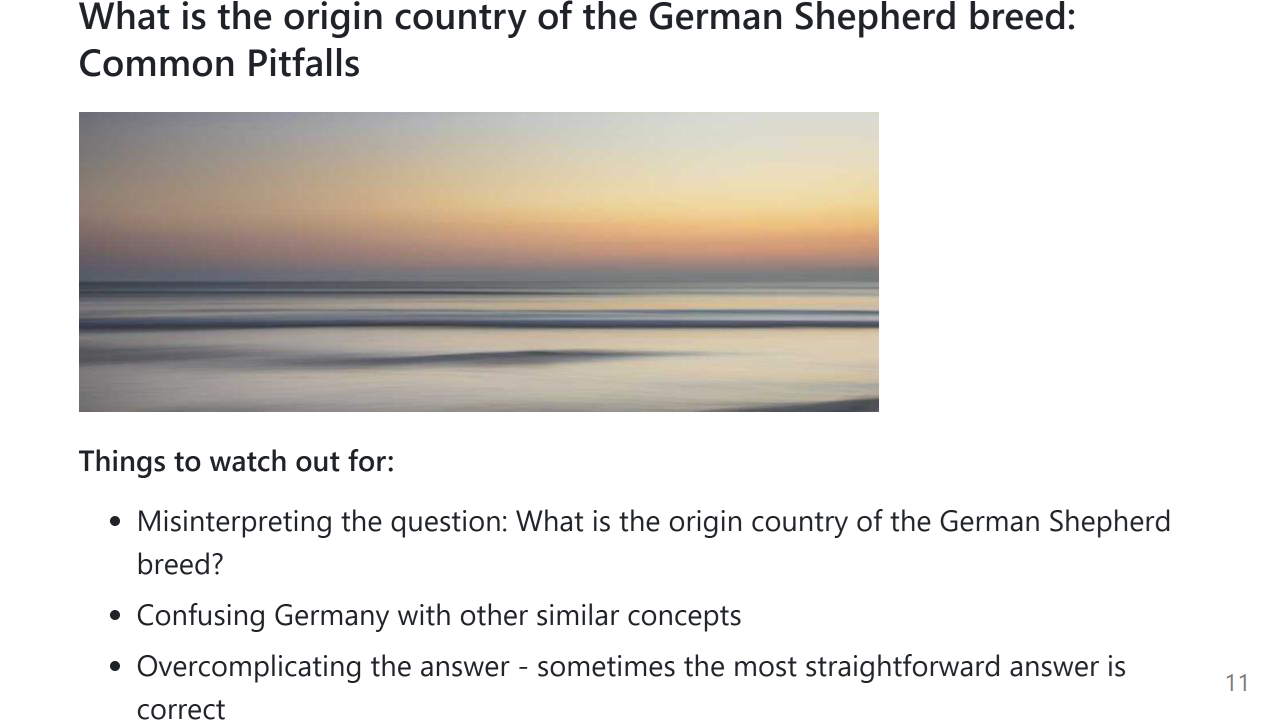 What is the origin country of the German Shepherd breed:
Common Pitfalls
Things to watch out for:
• Misinterpreting the question: What is the origin country of the German Shepherd
breed?
• Confusing Germany with other similar concepts
• Overcomplicating the answer - sometimes the most straightforward answer is
correct
11